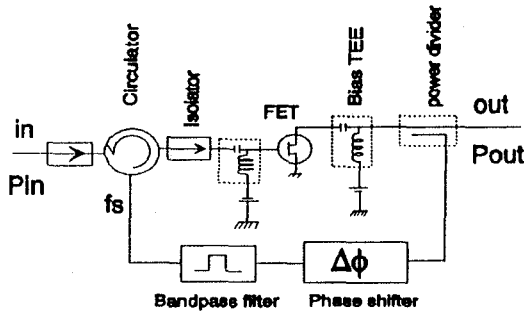 Circulator
Isolator
FET
Bias TEE
power divider
in
out
Pin
Pout
fs
Δϕ
Bandpass filter
Phase shifter